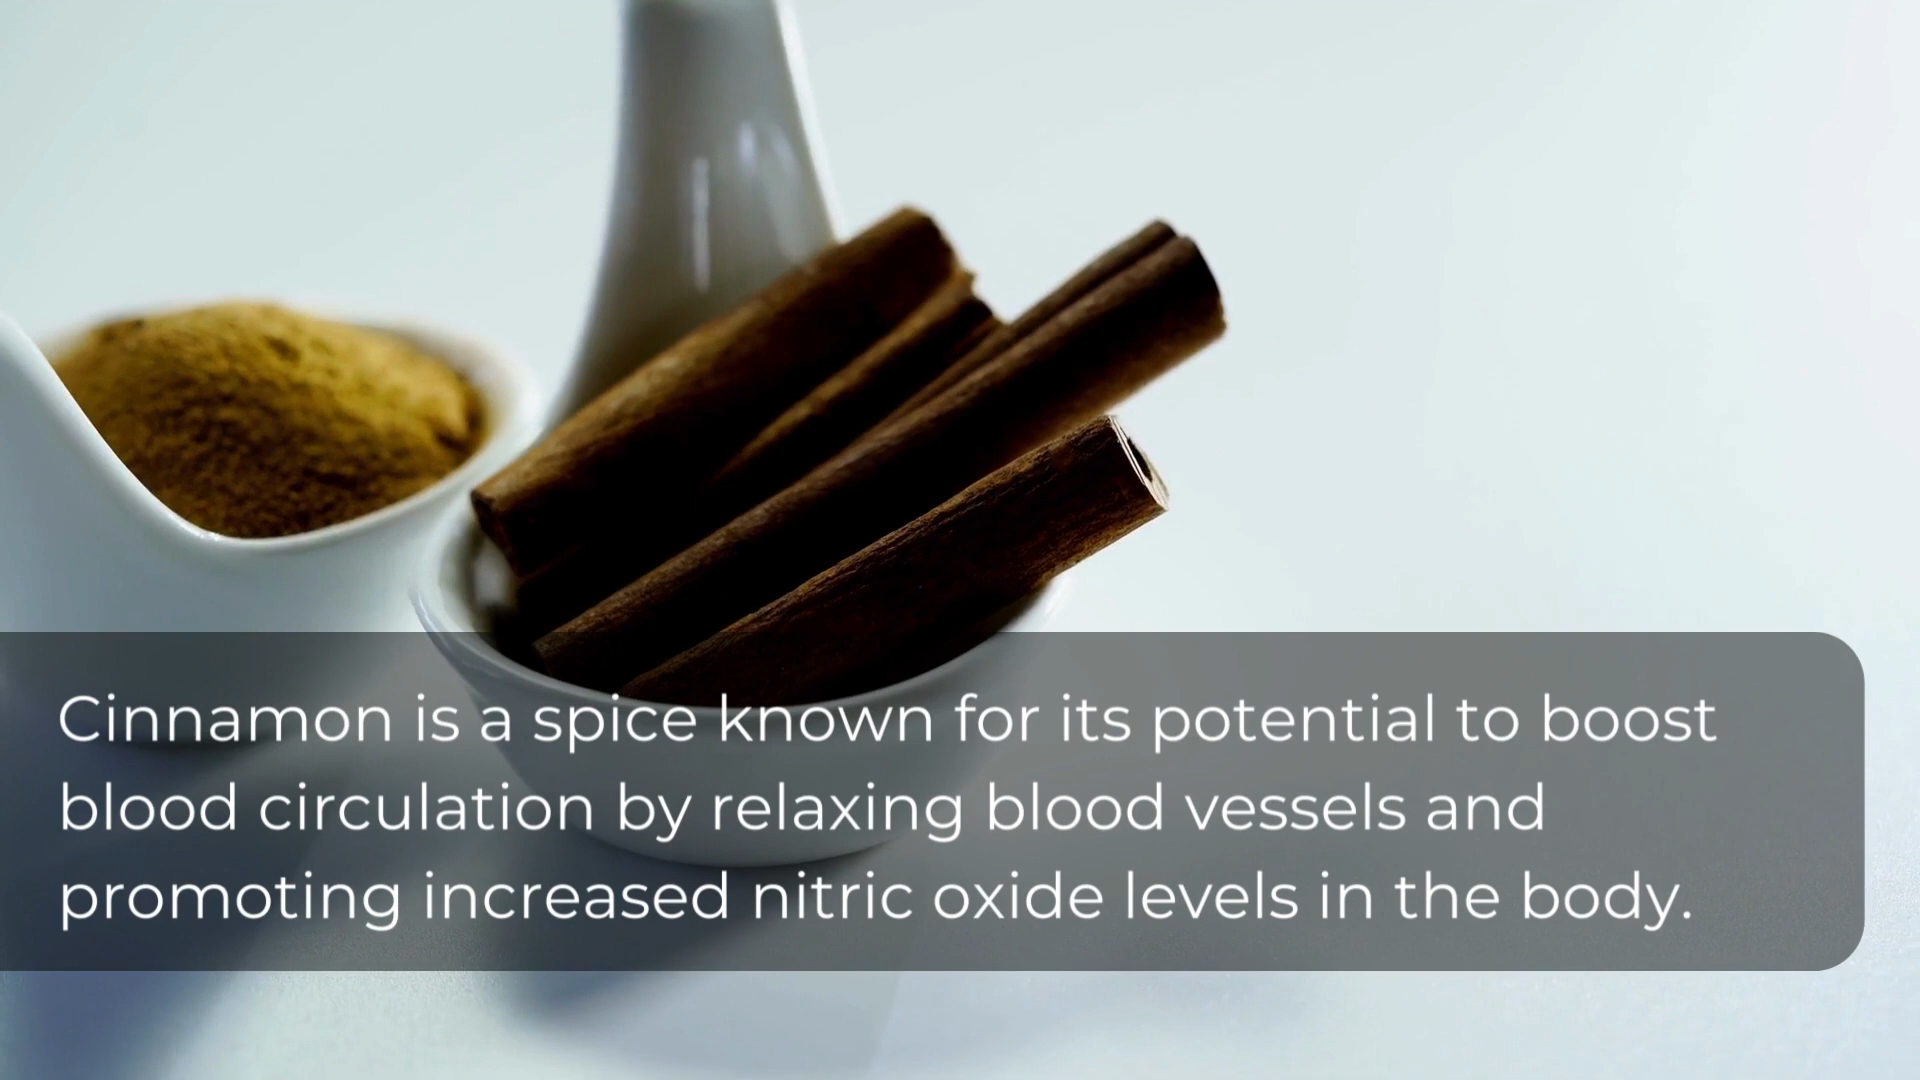 Cinnamon is a spice known for its potential to boost
blood circulation by relaxing blood vessels and
promoting increased nitric oxide levels in the body.